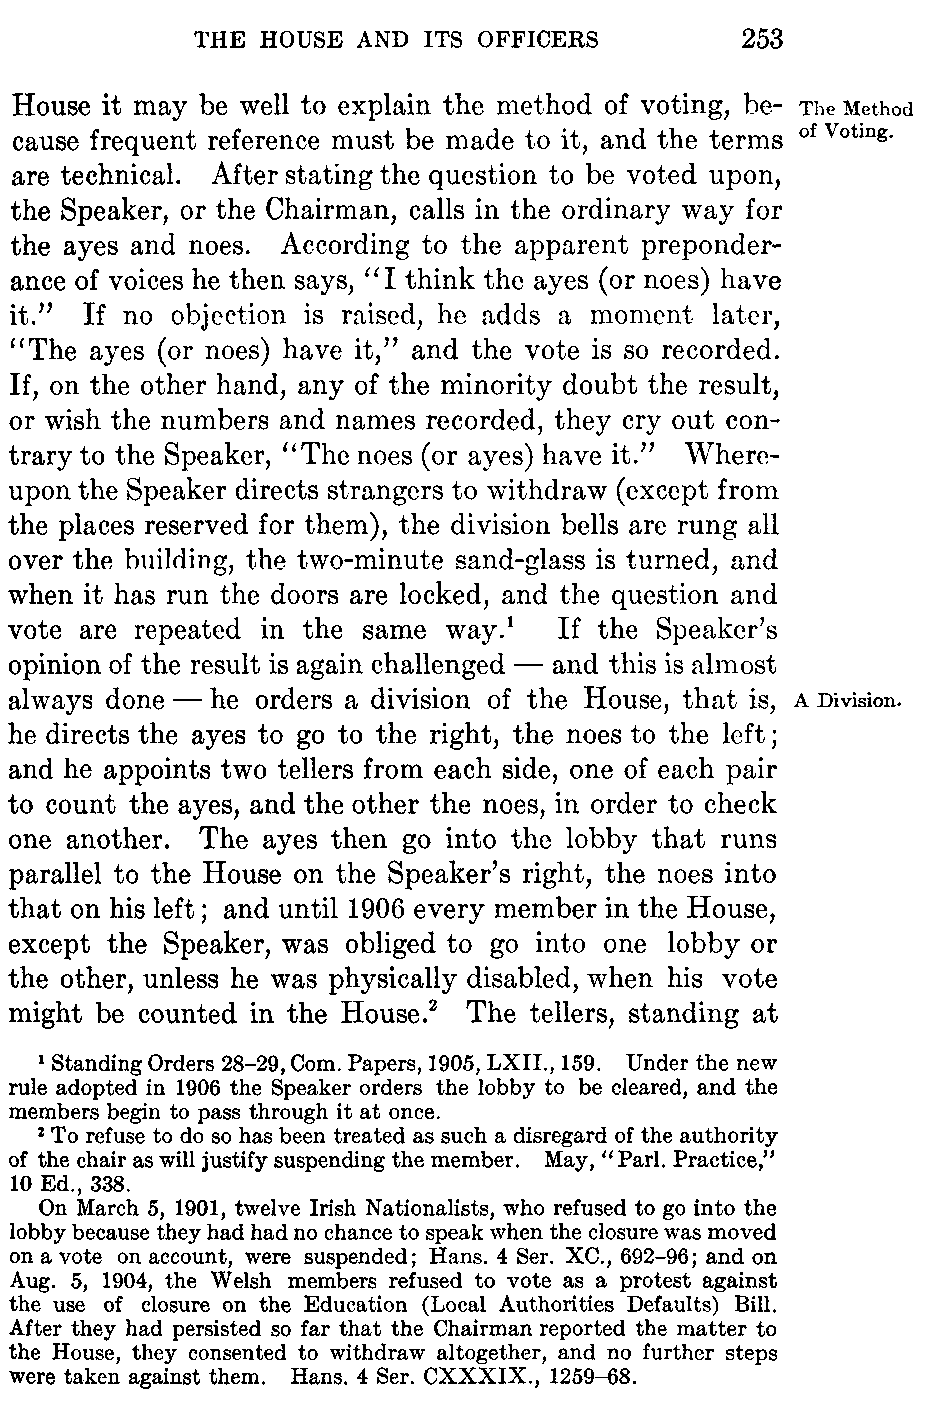 THE HOUSE AND ITS OFFICERS 253
House it may be well to explain the method of voting, be- The Method
cause frequent reference must be made to it, and the terms of Voting.
are technical. After stating the question to be voted upon,
the Speaker, or the Chairman, calls in the ordinary way for
the ayes and noes. According to the apparent preponder-
ance of voices he then says, "I think the ayes (or noes) have
it." If no objection is raised, he adds a moment later,
"The ayes (or noes) have it," and the vote is so recorded.
If, on the other hand, any of the minority doubt the result,
or wish the numbers and names recorded, they cry out con-
trary to the Speaker, "The noes (or ayes) have it." Where-
upon the Speaker directs strangers to withdraw (except from
the places reserved for them), the division bells are rung all
over the building, the two-minute sand-glass is turned, and
when it has run the doors are locked, and the question and
vote are repeated in the same way.¹ If the Speaker's
opinion of the result is again challenged — and this is almost
always done — he orders a division of the House, that is, A Division.
he directs the ayes to go to the right, the noes to the left;
and he appoints two tellers from each side, one of each pair
to count the ayes, and the other the noes, in order to check
one another. The ayes then go into the lobby that runs
parallel to the House on the Speaker's right, the noes into
that on his left; and until 1906 every member in the House,
except the Speaker, was obliged to go into one lobby or
the other, unless he was physically disabled, when his vote
might be counted in the House.² The tellers, standing at
¹ Standing Orders 28–29, Com. Papers, 1905, LXII., 159. Under the new
rule adopted in 1906 the Speaker orders the lobby to be cleared, and the
members begin to pass through it at once.
² To refuse to do so has been treated as such a disregard of the authority
of the chair as will justify suspending the member. May, "Parl. Practice,"
10 Ed., 338.
On March 5, 1901, twelve Irish Nationalists, who refused to go into the
lobby because they had had no chance to speak when the closure was moved
on a vote on account, were suspended; Hans. 4 Ser. XC., 692–96; and on
Aug. 5, 1904, the Welsh members refused to vote as a protest against
the use of closure on the Education (Local Authorities Defaults) Bill.
After they had persisted so far that the Chairman reported the matter to
the House, they consented to withdraw altogether, and no further steps
were taken against them. Hans. 4 Ser. CXXXIX., 1259–68.